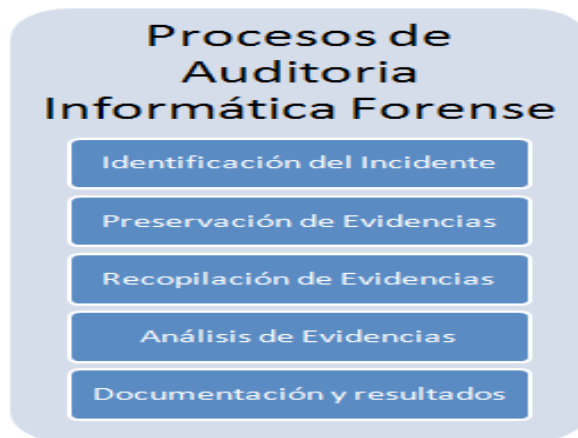 Procesos de
Auditoria
Informática Forense
Identificación del Incidente
Preservación de Evidencias
Recopilación de Evidencias
Análisis de Evidencias
Documentación y resultados